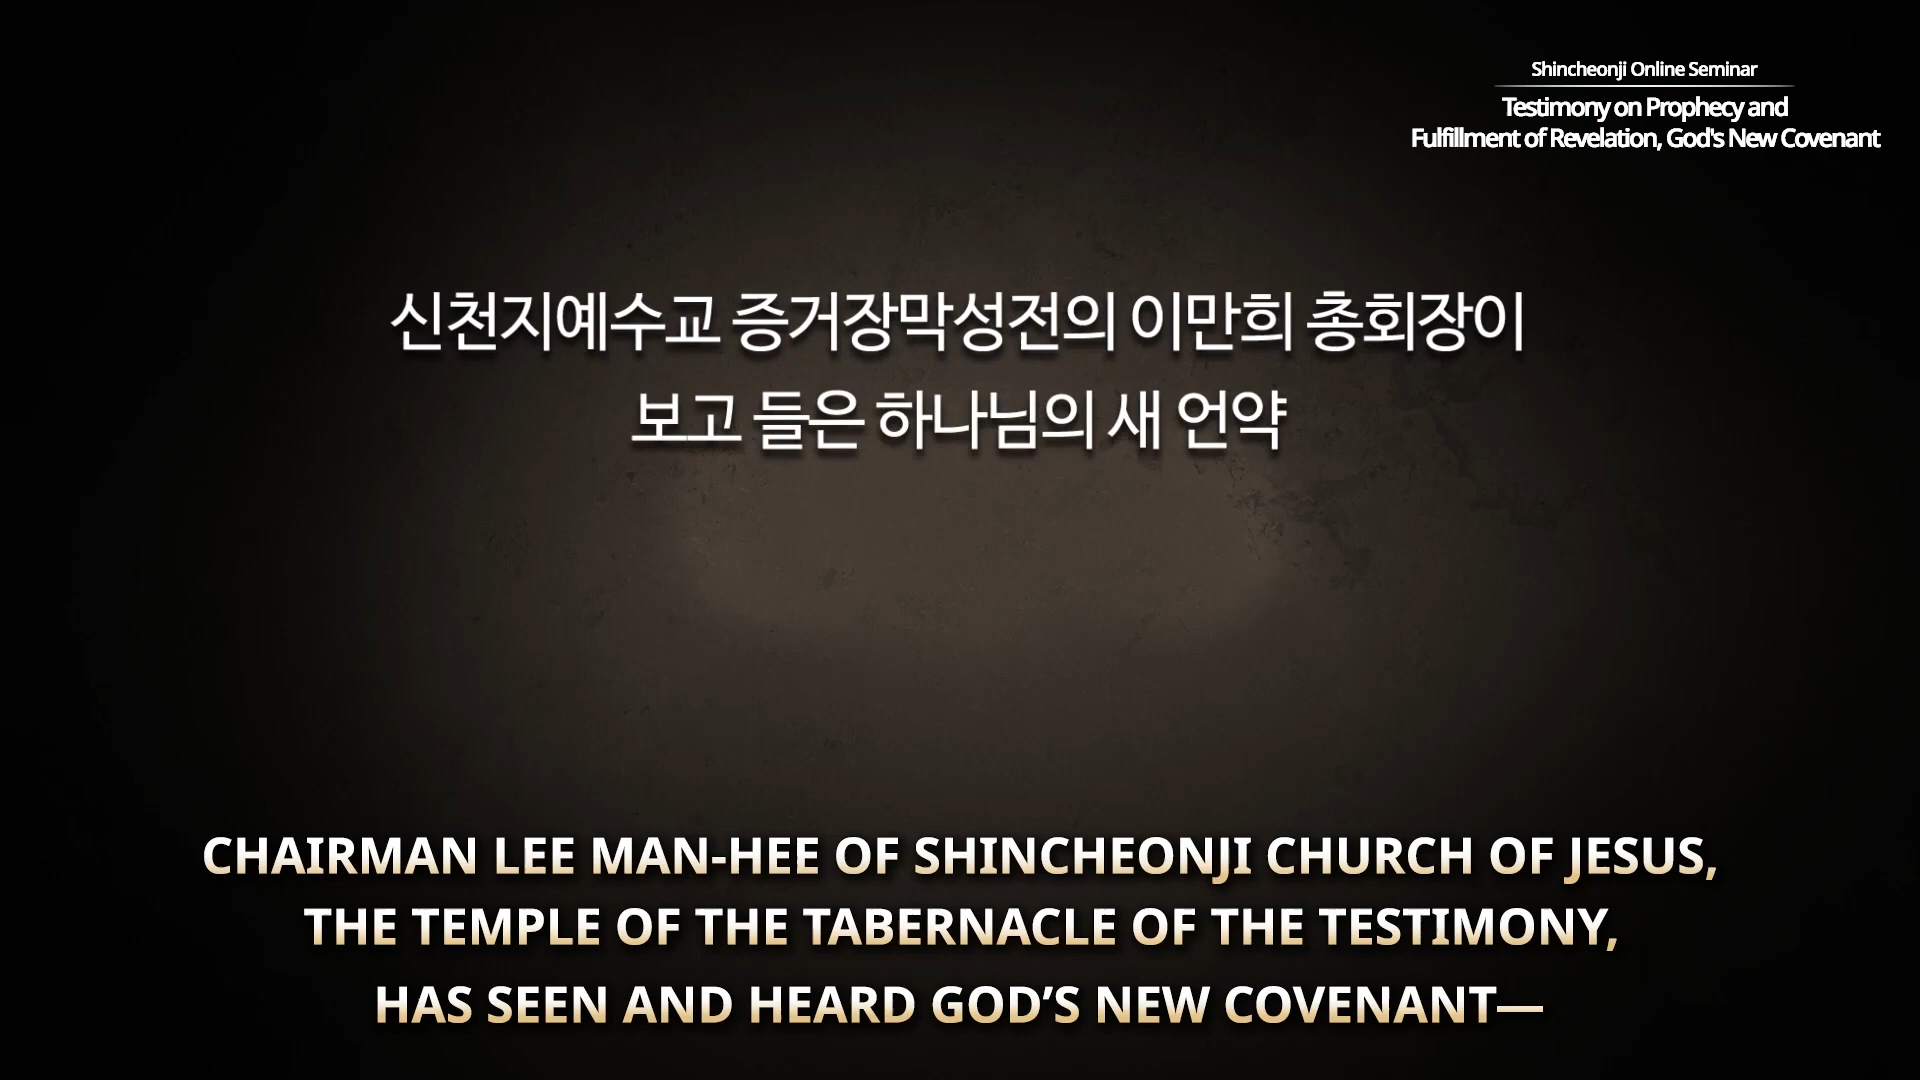 Shincheonji Online Seminar
Testimony on Prophecy and
Fulfillment of Revelation, God's New Covenant
신천지예수교 증거장막성전의 이만희 총회장이
보고 들은 하나님의 새 언약
CHAIRMAN LEE MAN-HEE OF SHINCHEONJI CHURCH OF JESUS,
THE TEMPLE OF THE TABERNACLE OF THE TESTIMONY,
HAS SEEN AND HEARD GOD’S NEW COVENANT—